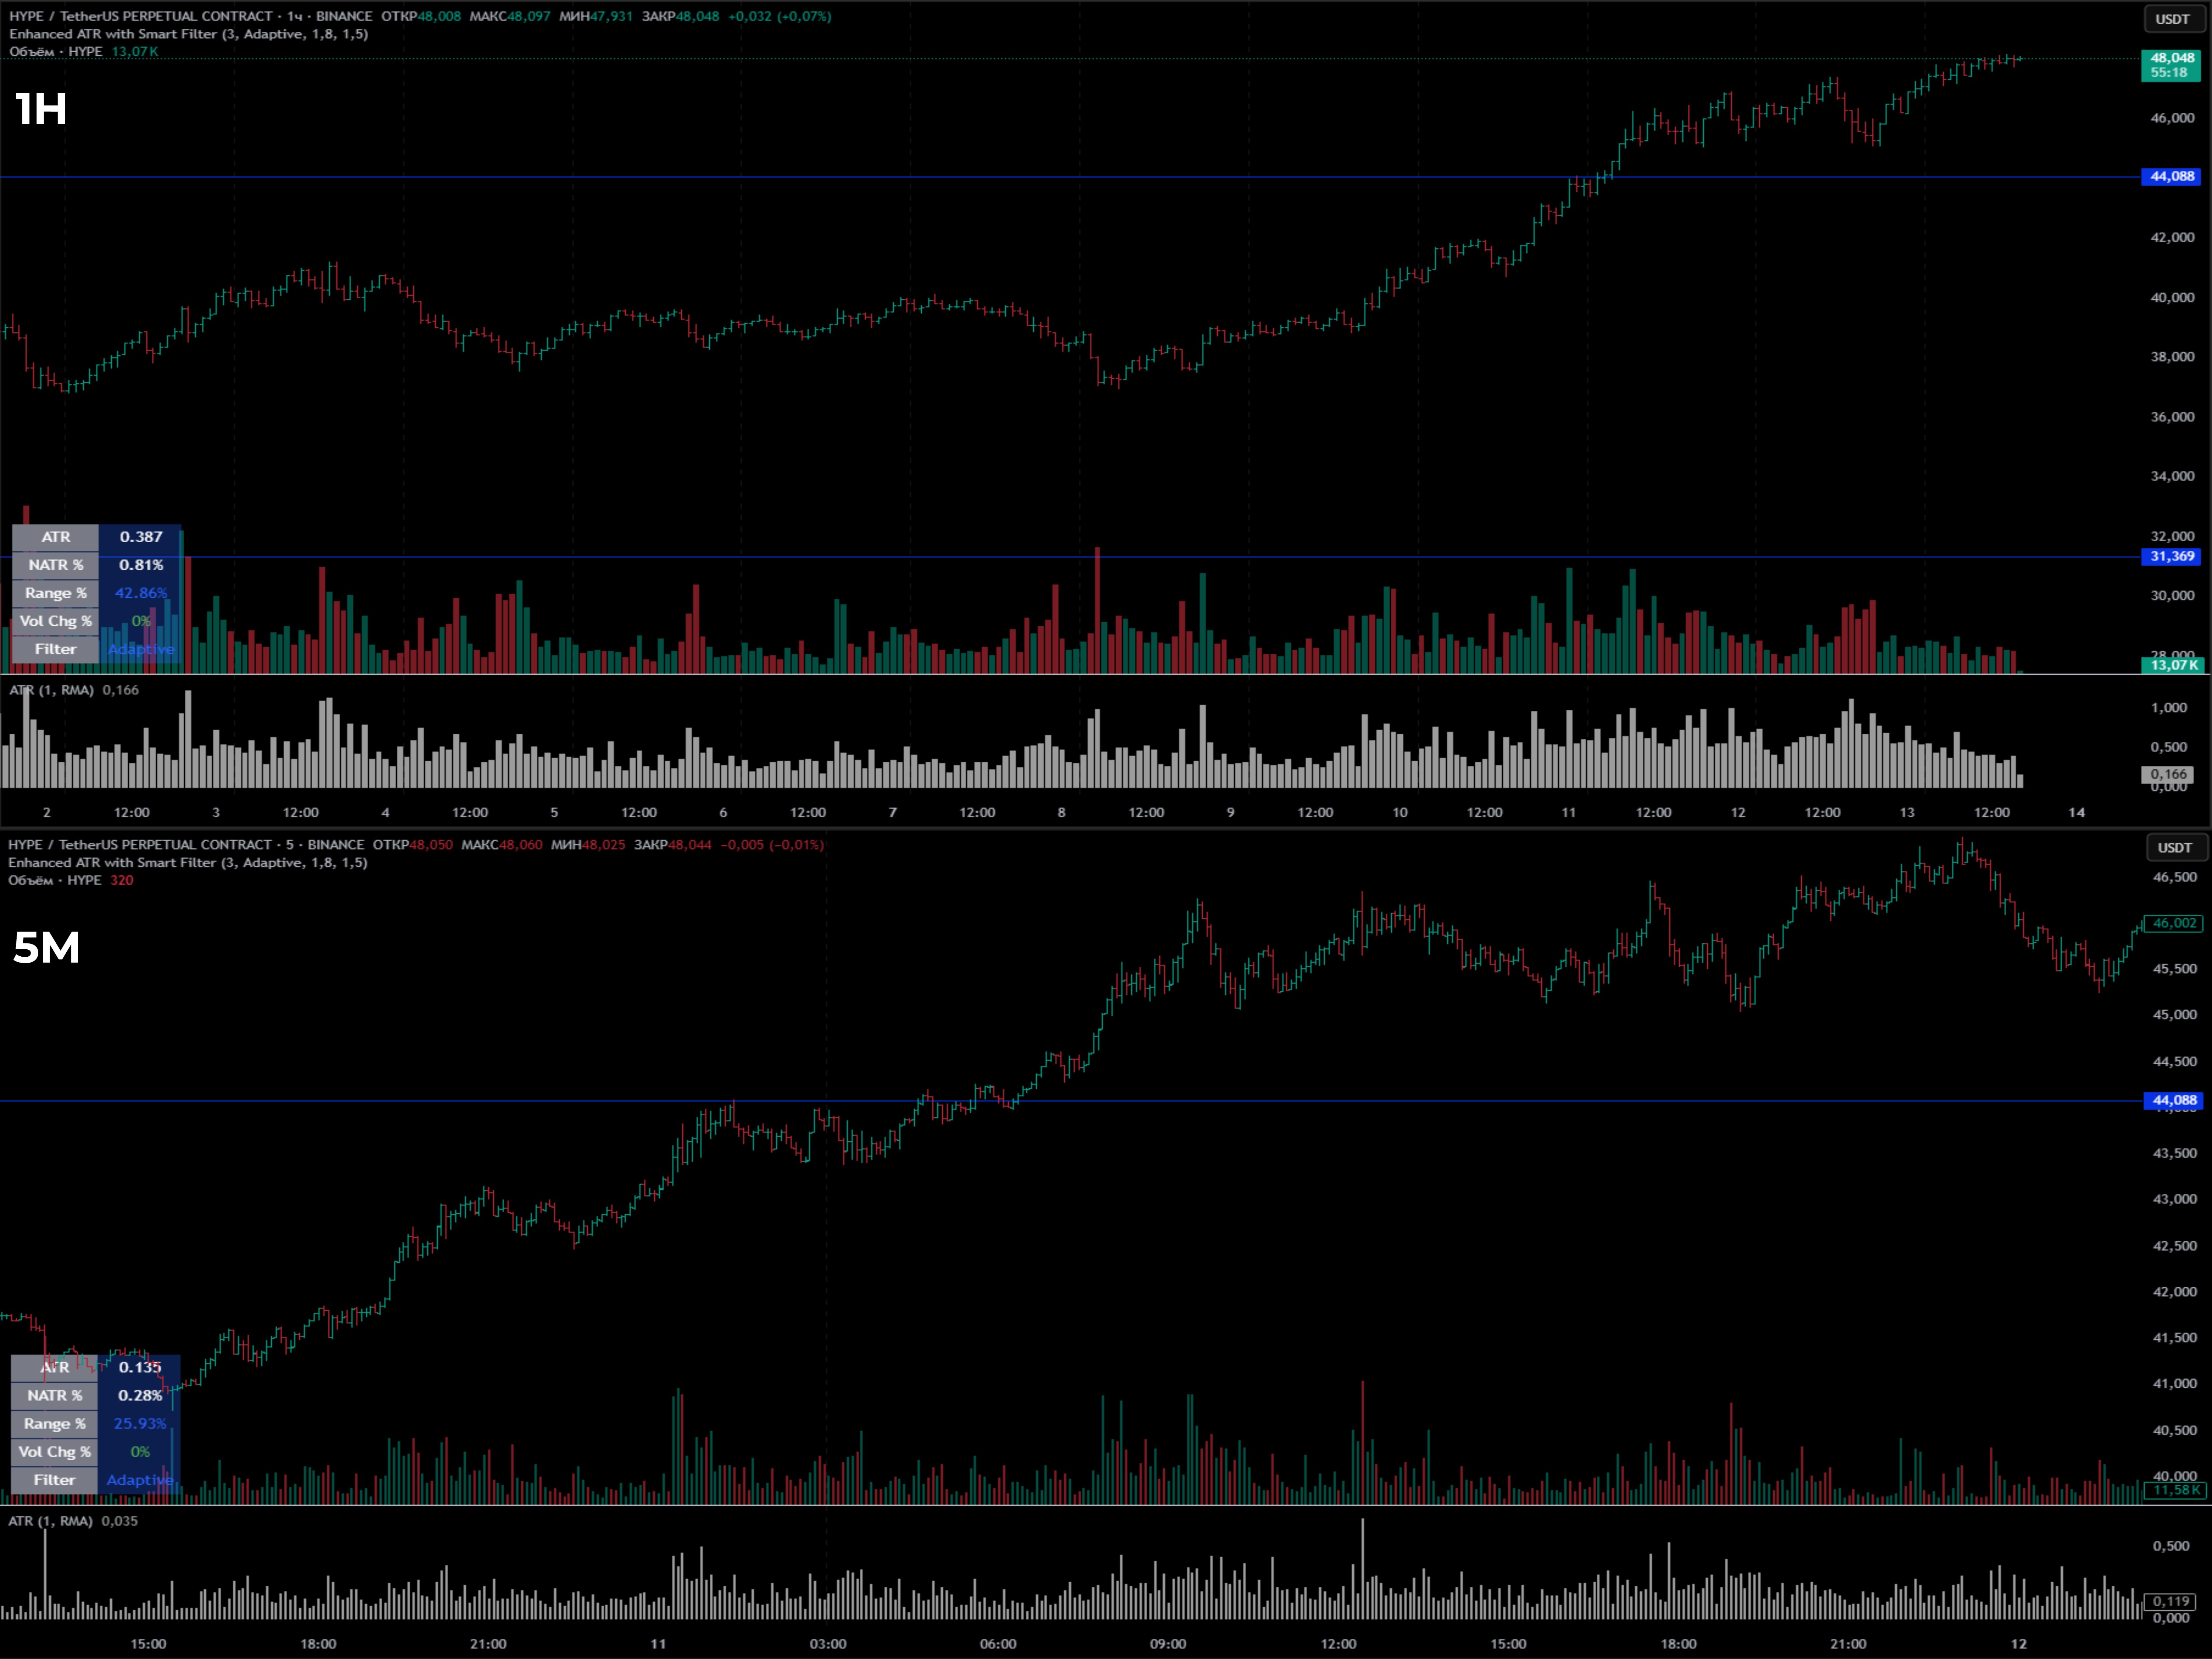 HYPE / TetherUS PERPETUAL CONTRACT · 1ч · BINANCE ОТКР48,008 МАКС48,097 МИН47,931 ЗАКР48,048 +0,032 (+0,07%)
USDT
Enhanced ATR with Smart Filter (3, Adaptive, 1,8, 1,5)
Объём · HYPE 13,07 K
48,048
55:18
1H
46,000
44,088
42,000
40,000
38,000
36,000
34,000
32,000
31,369
30,000
28,000
13,07 K
ATR 0.387
NATR % 0.81%
Range % 42.86%
Vol Chg % 0%
Filter Adaptive
ATR (1, RMA) 0,166
1,000
0,500
0,166
0,000
2 12:00 3 12:00 4 12:00 5 12:00 6 12:00 7 12:00 8 12:00 9 12:00 10 12:00 11 12:00 12 12:00 13 12:00 14
HYPE / TetherUS PERPETUAL CONTRACT · 5 · BINANCE ОТКР48,050 МАКС48,060 МИН48,025 ЗАКР48,044 −0,005 (−0,01%)
USDT
Enhanced ATR with Smart Filter (3, Adaptive, 1,8, 1,5)
Объём · HYPE 320
5M
46,500
46,002
45,500
45,000
44,500
44,088
43,500
43,000
42,500
42,000
41,500
41,000
40,500
40,000
11,58 K
ATR 0.135
NATR % 0.28%
Range % 25.93%
Vol Chg % 0%
Filter Adaptive
ATR (1, RMA) 0,035
0,500
0,119
0,000
15:00 18:00 21:00 11 03:00 06:00 09:00 12:00 15:00 18:00 21:00 12